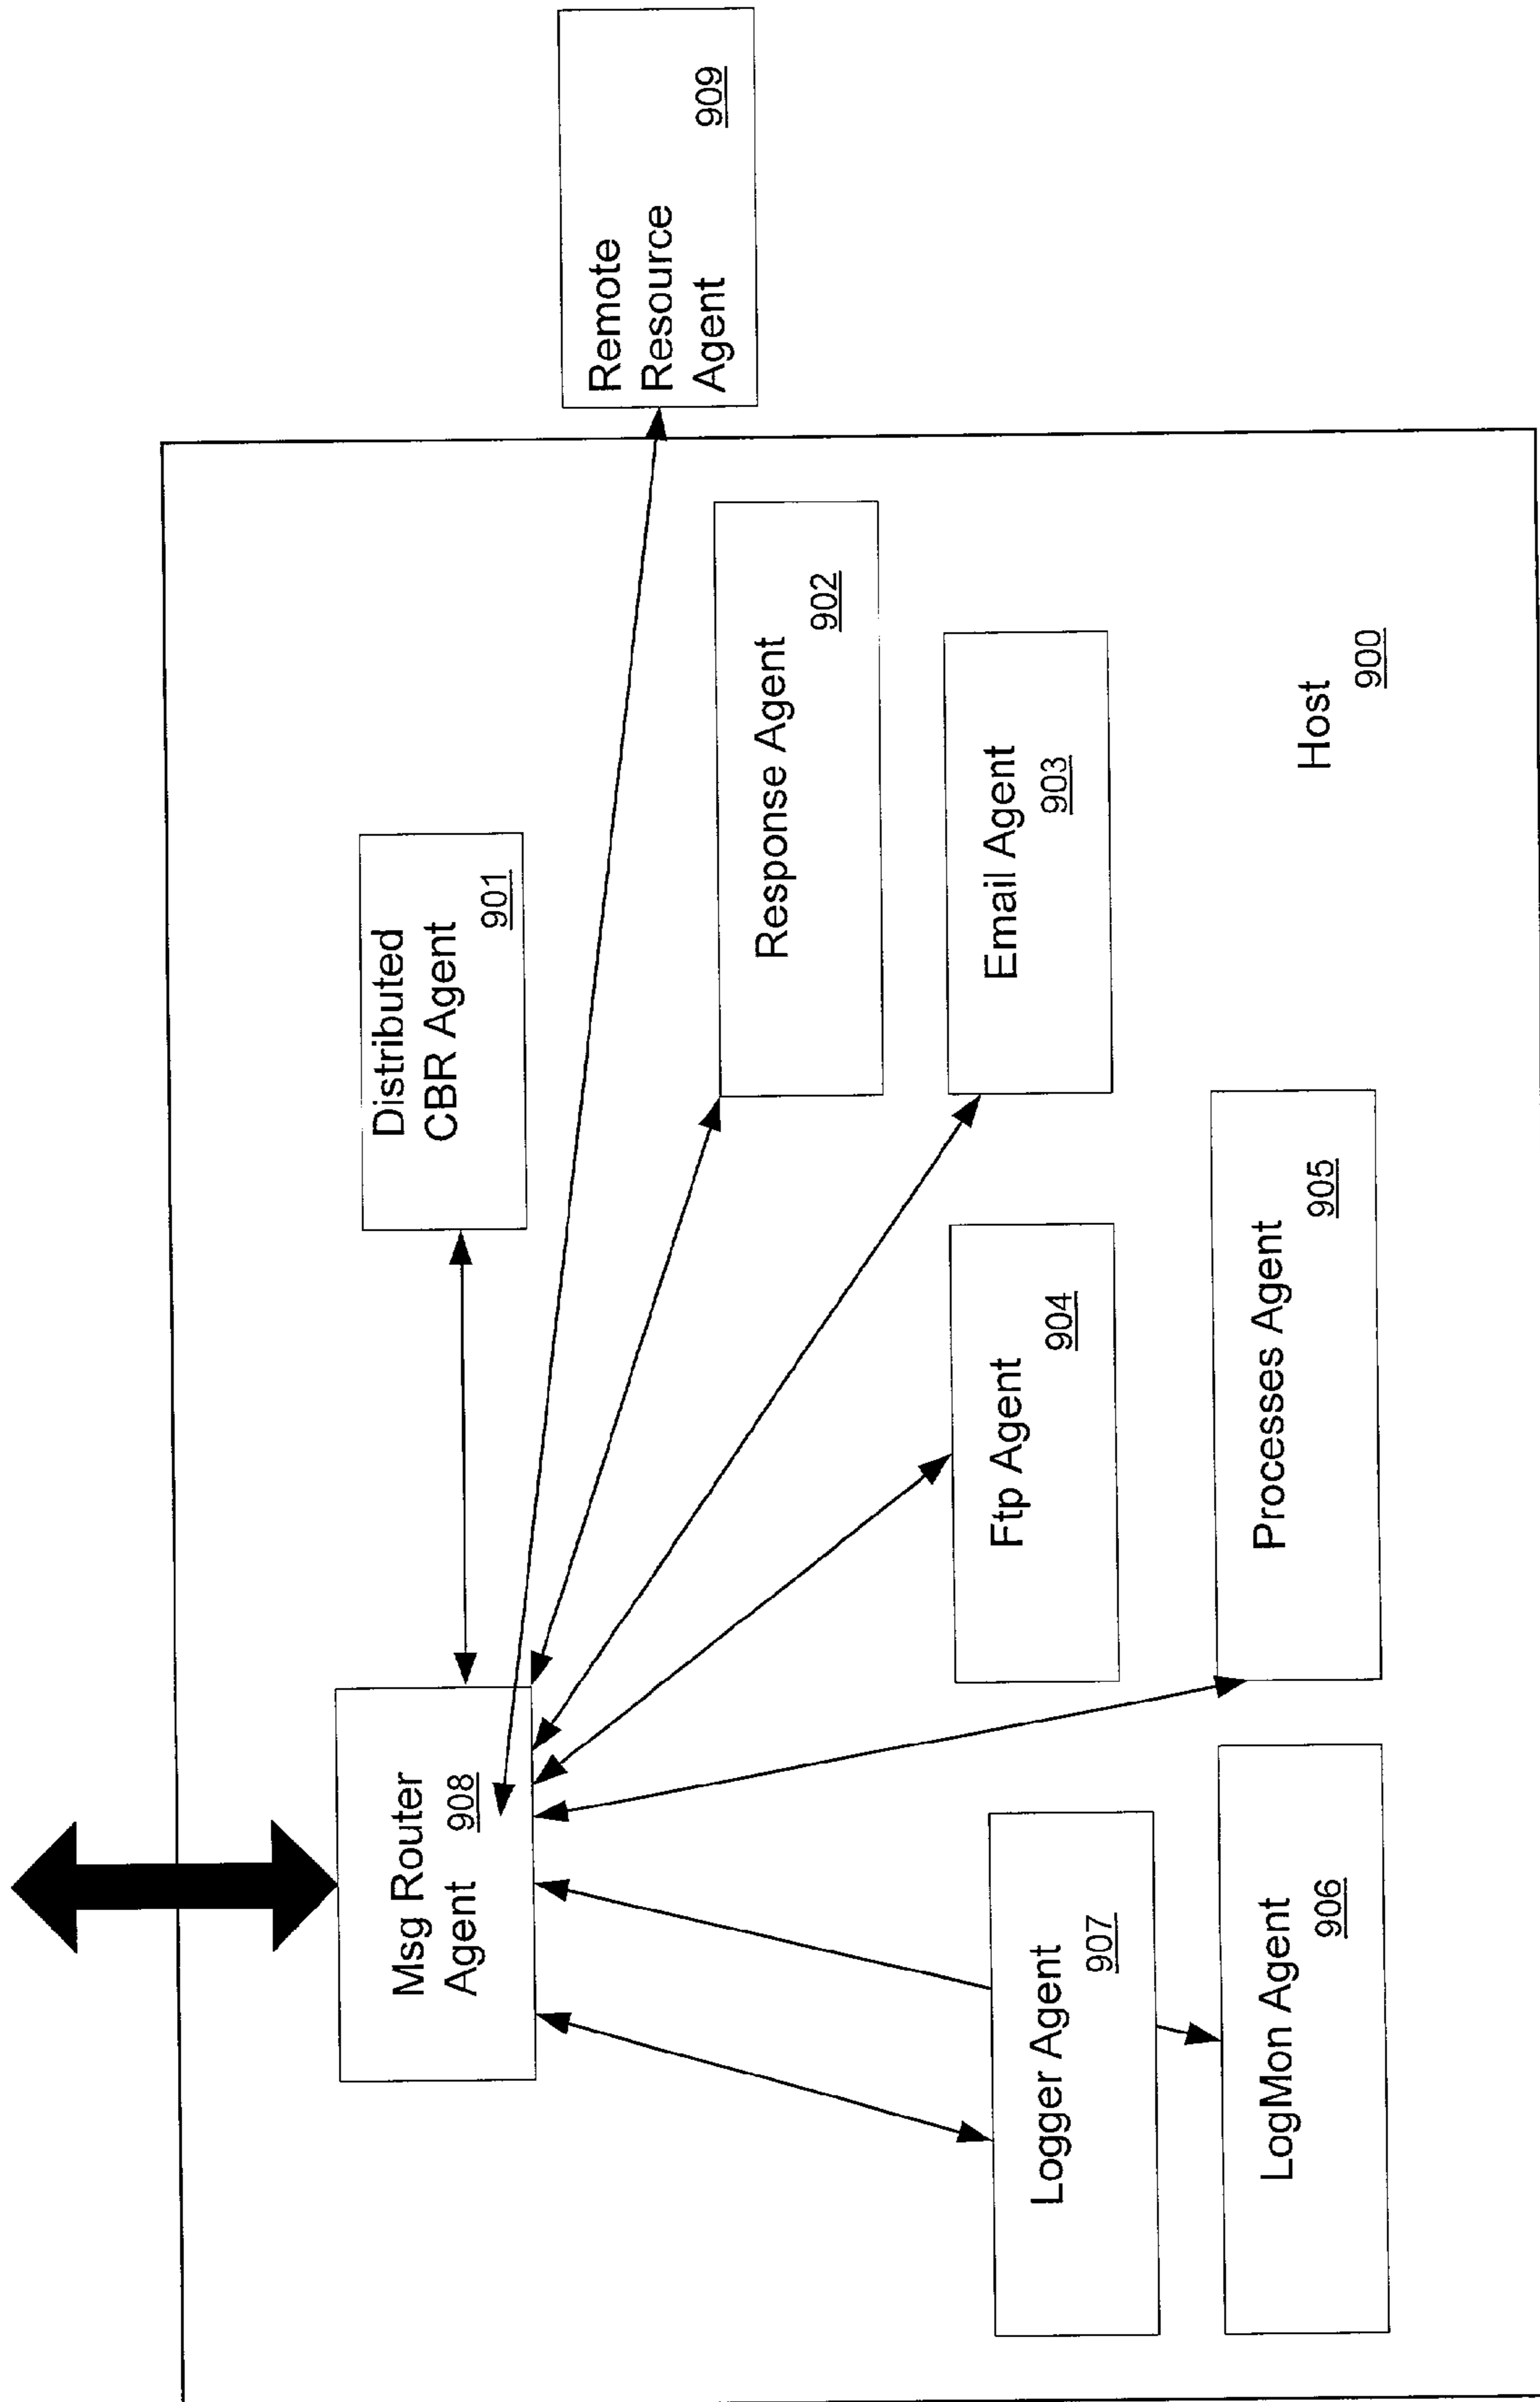 Msg Router
Agent 908
Distributed
CBR Agent
901
Remote
Resource
Agent
909
Response Agent
902
Email Agent
903
Ftp Agent
904
Logger Agent
907
Processes Agent
905
LogMon Agent
906
Host
900